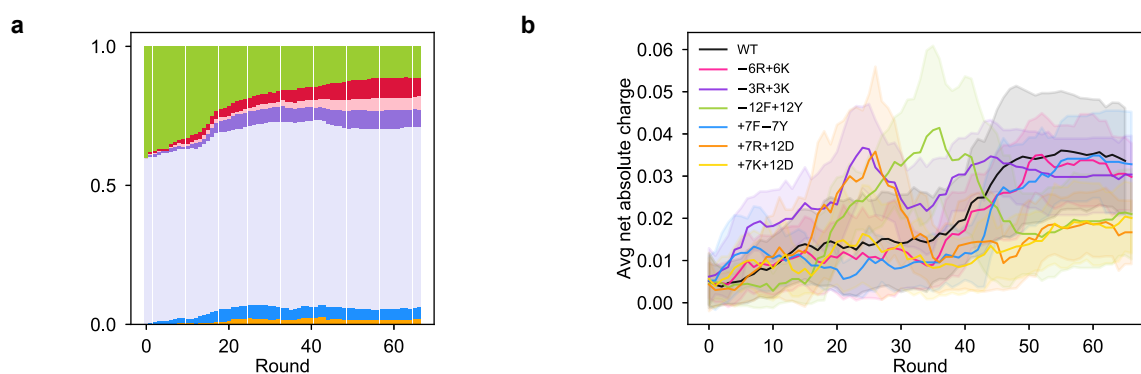 a
1.0
0.5
0.0
0 20 40 60
Round
b
Avg net absolute charge
0.06
0.05
0.04
0.03
0.02
0.01
0.00
WT
−6R+6K
−3R+3K
−12F+12Y
+7F−7Y
+7R+12D
+7K+12D
0 10 20 30 40 50 60
Round